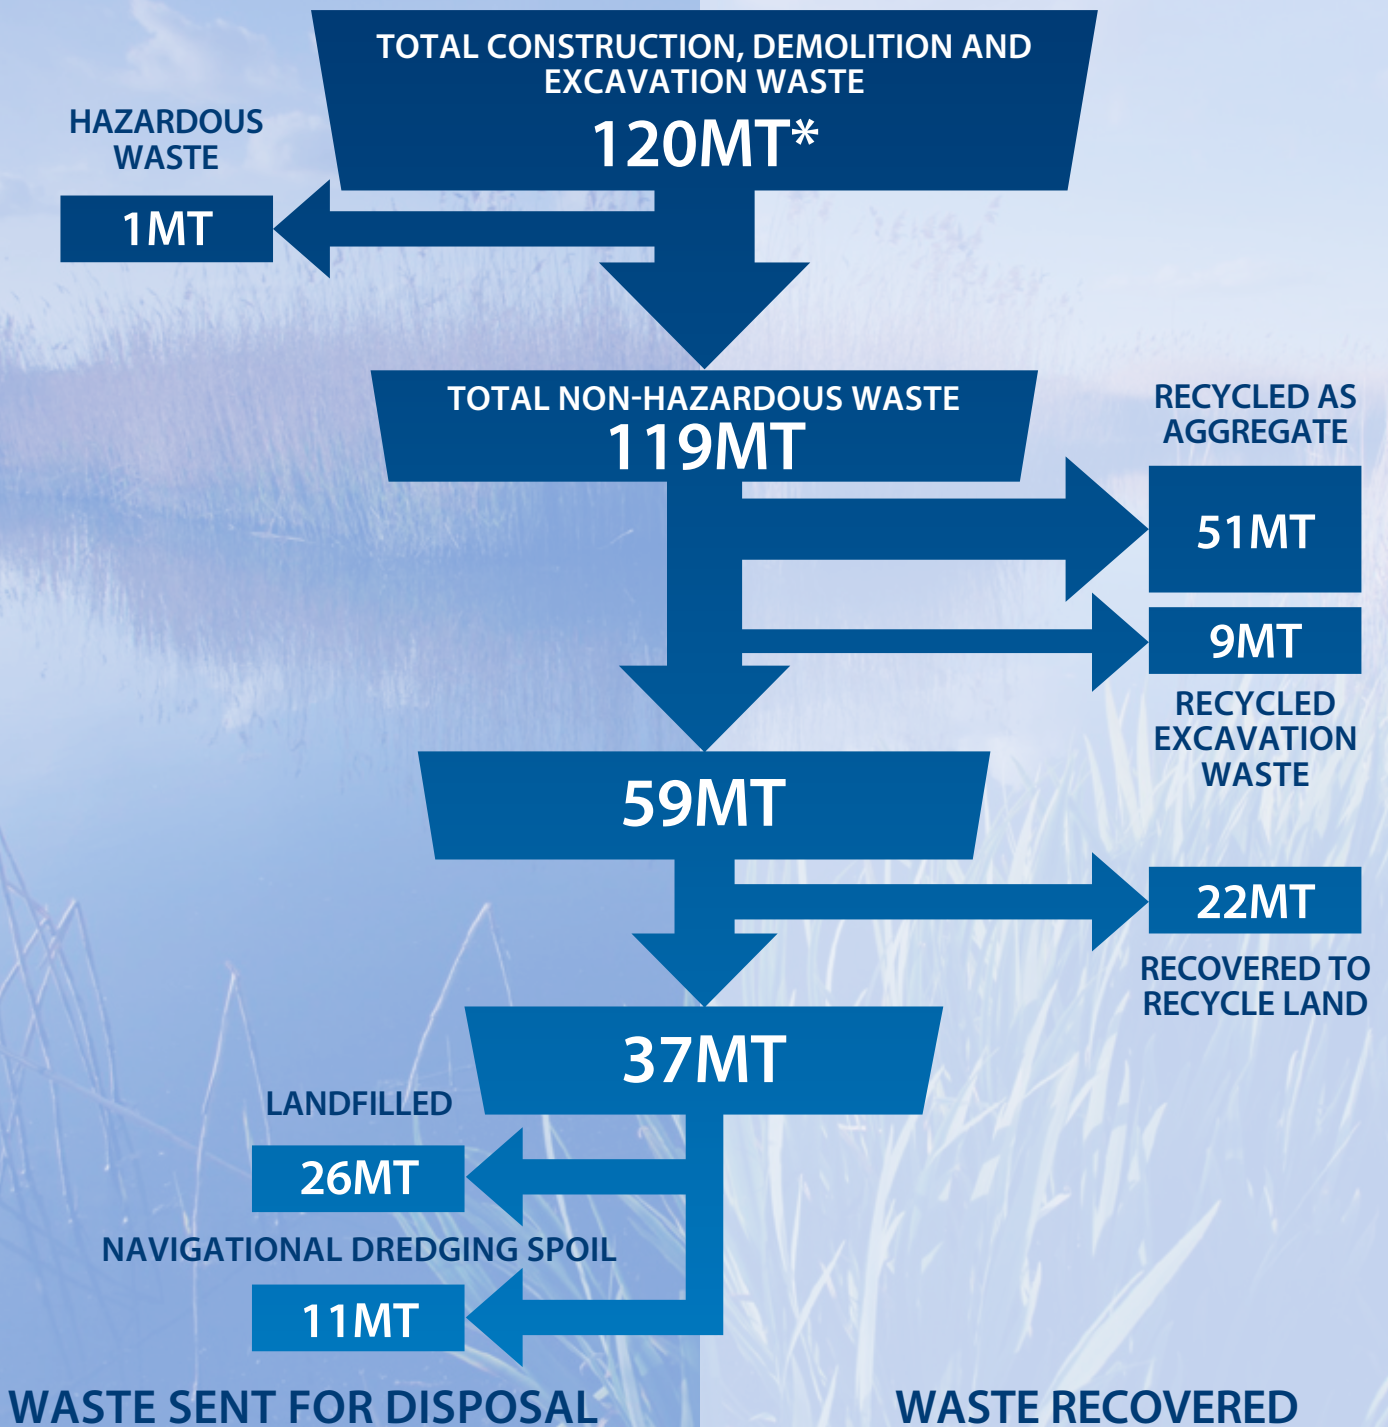 TOTAL CONSTRUCTION, DEMOLITION AND
EXCAVATION WASTE
120MT*
HAZARDOUS
WASTE
1MT
TOTAL NON-HAZARDOUS WASTE
119MT
RECYCLED AS
AGGREGATE
51MT
9MT
RECYCLED
EXCAVATION
WASTE
59MT
22MT
RECOVERED TO
RECYCLE LAND
37MT
LANDFILLED
26MT
NAVIGATIONAL DREDGING SPOIL
11MT
WASTE SENT FOR DISPOSAL
WASTE RECOVERED